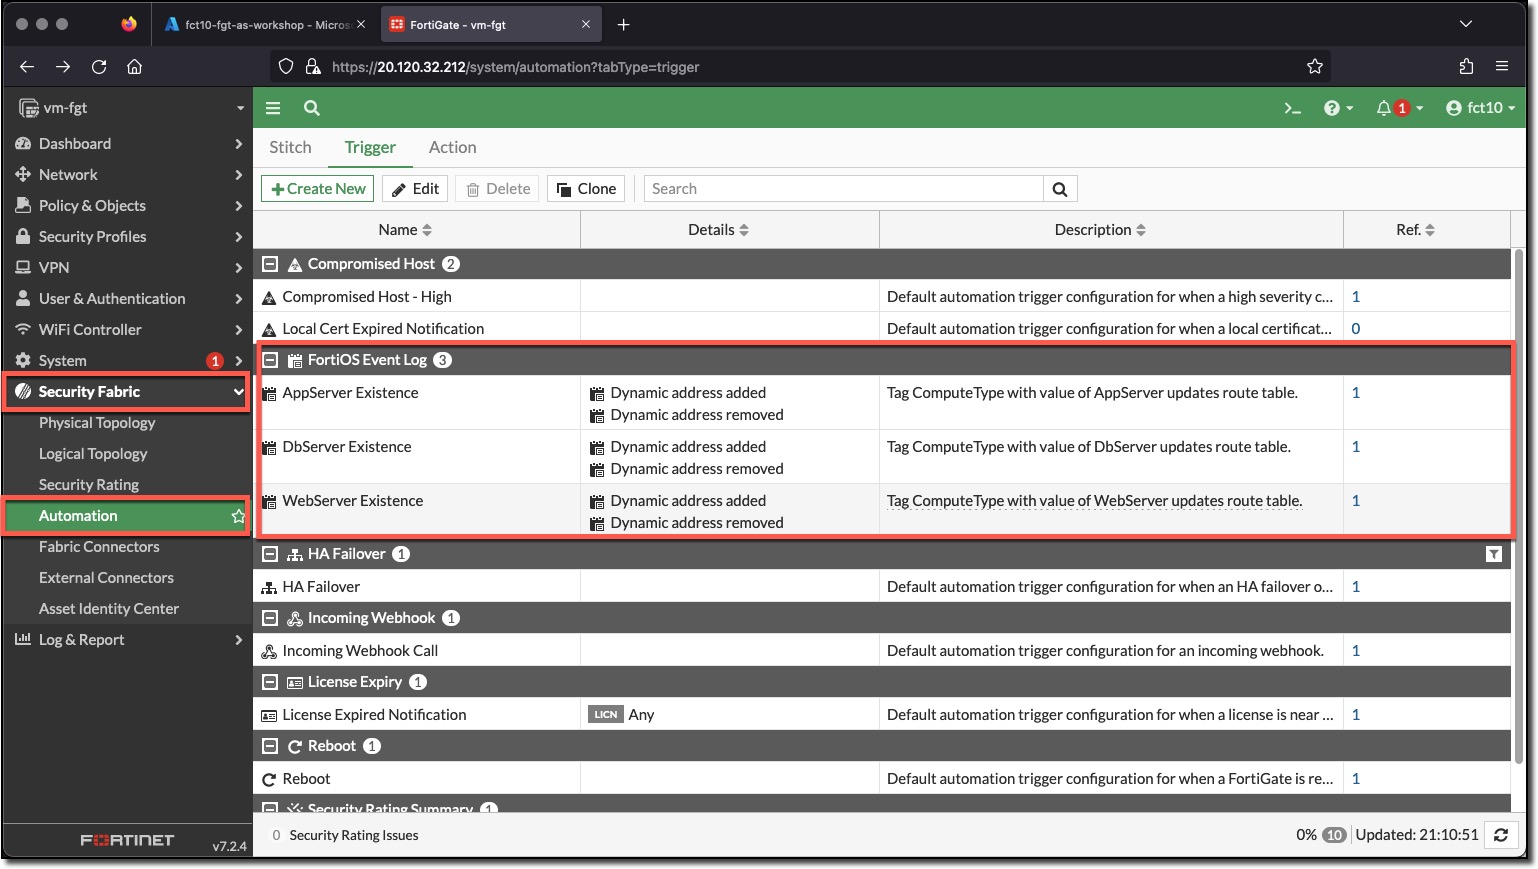 fct10-fgt-as-workshop - Micros
FortiGate - vm-fgt
https://20.120.32.212/system/automation?tabType=trigger
vm-fgt
1
fct10
Dashboard
Network
Policy & Objects
Security Profiles
VPN
User & Authentication
WiFi Controller
System 1
Security Fabric
Physical Topology
Logical Topology
Security Rating
Automation
Fabric Connectors
External Connectors
Asset Identity Center
Log & Report
FORTINET
v7.2.4
Stitch Trigger Action
+Create New Edit Delete Clone Search
Name Details Description Ref.
Compromised Host 2
Compromised Host - High Default automation trigger configuration for when a high severity c... 1
Local Cert Expired Notification Default automation trigger configuration for when a local certificat... 0
FortiOS Event Log 3
AppServer Existence Dynamic address added Tag ComputeType with value of AppServer updates route table. 1
Dynamic address removed
DbServer Existence Dynamic address added Tag ComputeType with value of DbServer updates route table. 1
Dynamic address removed
WebServer Existence Dynamic address added Tag ComputeType with value of WebServer updates route table. 1
Dynamic address removed
HA Failover 1
HA Failover Default automation trigger configuration for when an HA failover o... 1
Incoming Webhook 1
Incoming Webhook Call Default automation trigger configuration for an incoming webhook. 1
License Expiry 1
License Expired Notification LICN Any Default automation trigger configuration for when a license is near ... 1
Reboot 1
Reboot Default automation trigger configuration for when a FortiGate is re... 1
Security Rating Summary 1
0 Security Rating Issues 0% 10 Updated: 21:10:51